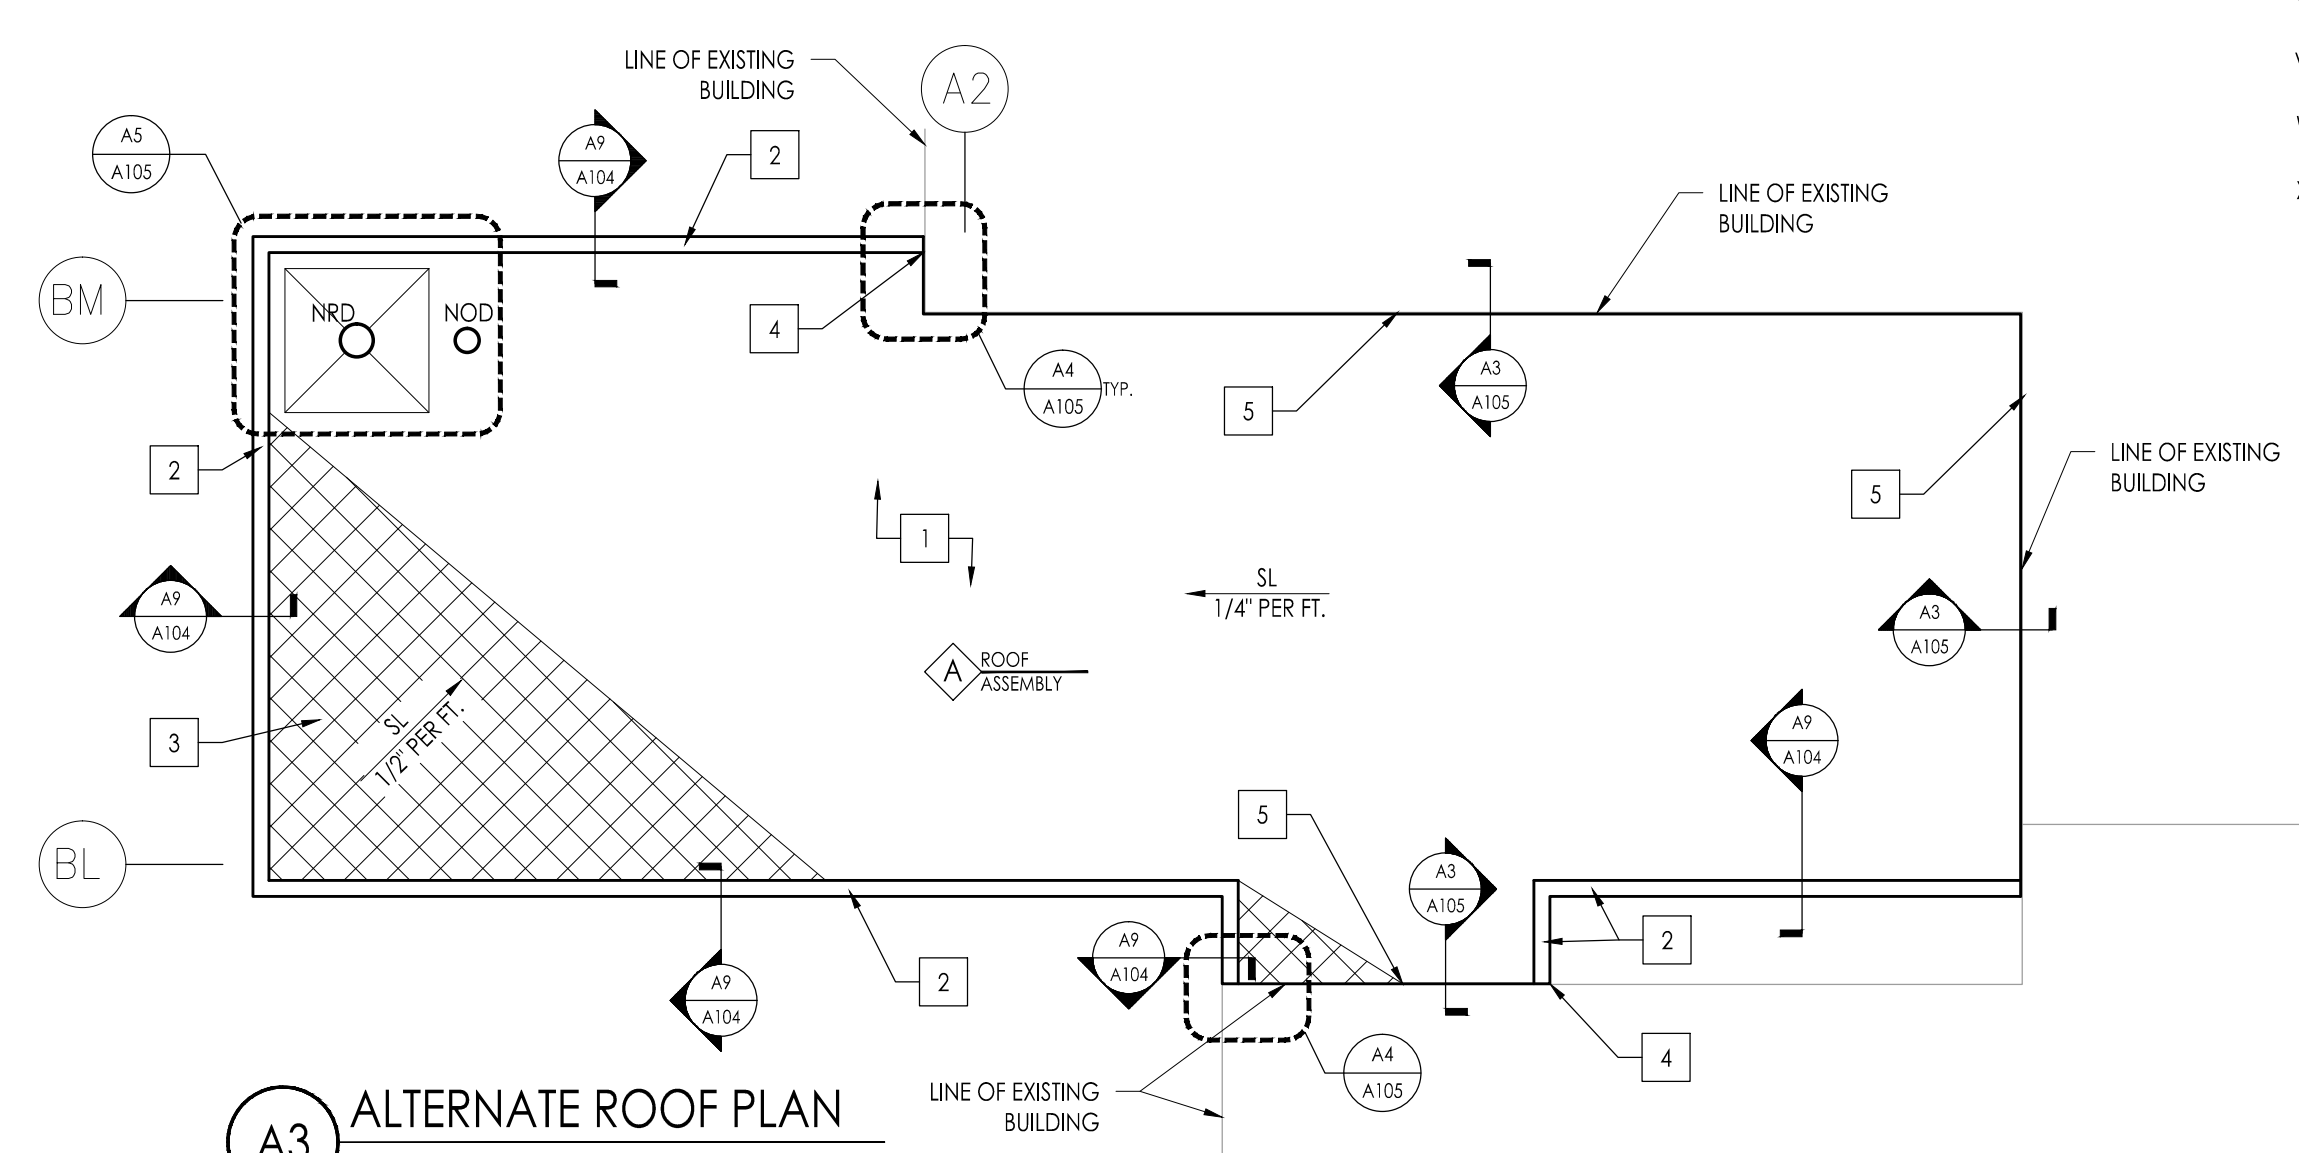 LINE OF EXISTING
BUILDING
A2
A5
A105
A9
A104
2
LINE OF EXISTING
BUILDING
BM
NRD
NOD
4
A4
A105
TYP.
5
A3
A105
2
LINE OF EXISTING
BUILDING
5
1
SL
1/4" PER FT.
A9
A104
A3
A105
A
ROOF
ASSEMBLY
SL
1/2" PER FT.
3
A9
A104
5
BL
A3
A105
2
A9
A104
2
A9
A104
4
A4
A105
LINE OF EXISTING
BUILDING
A3
ALTERNATE ROOF PLAN